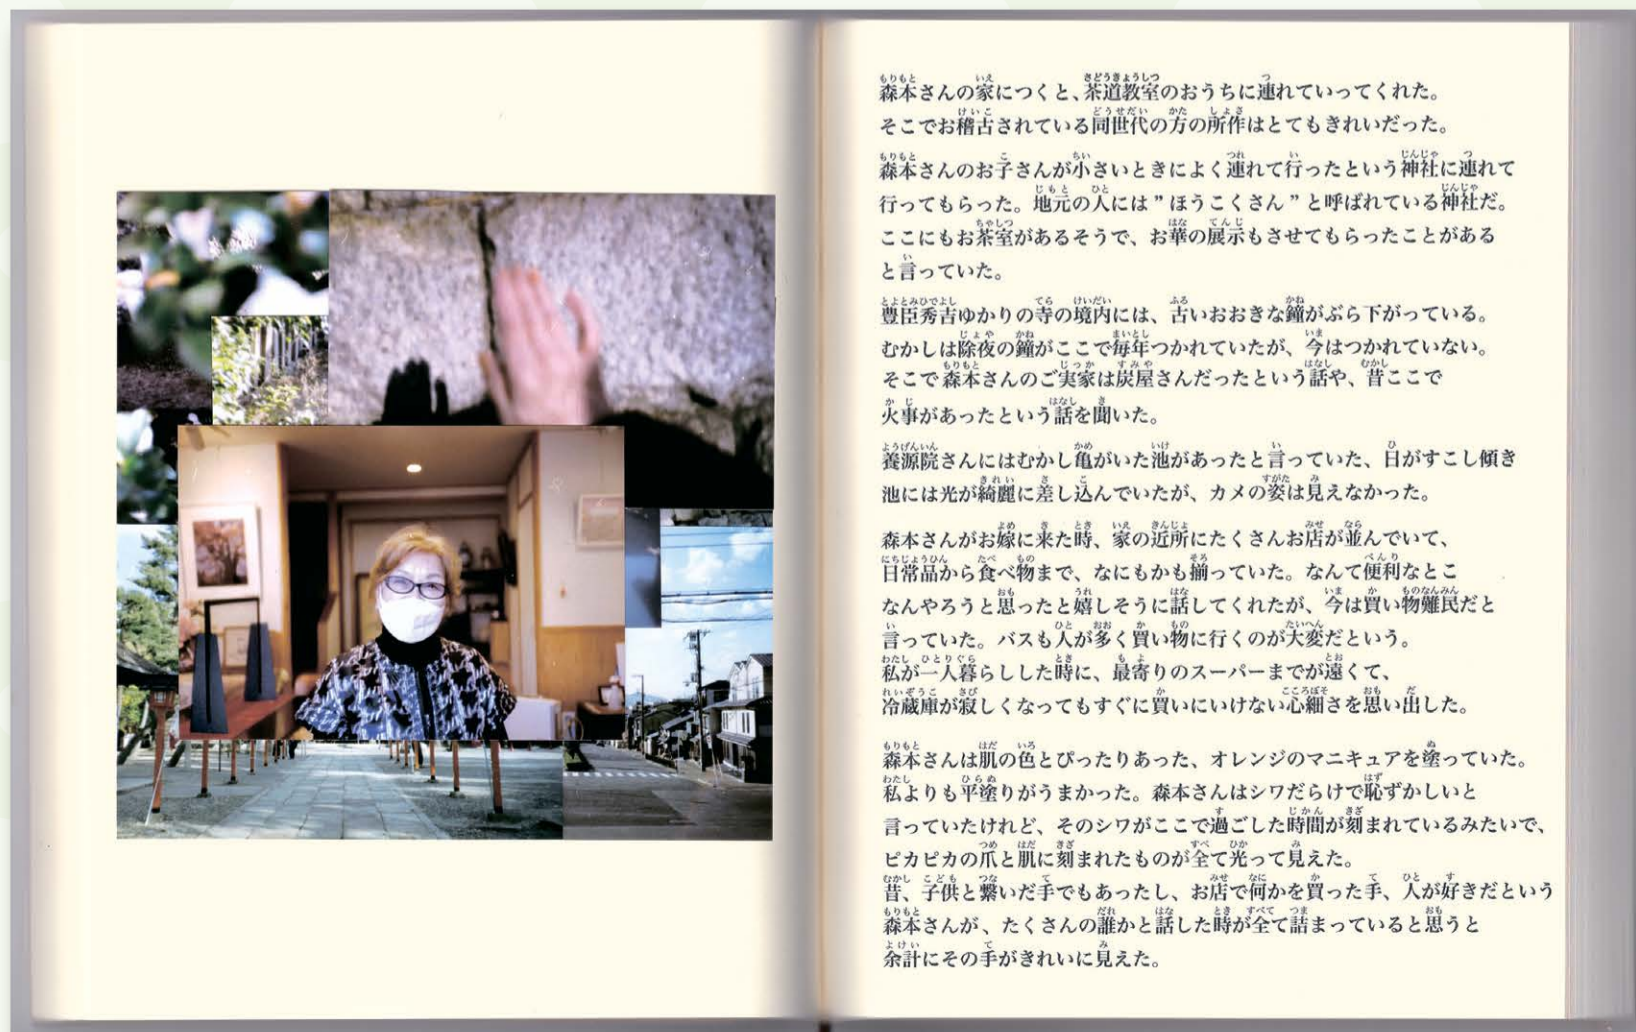 森本さんの家につくと、茶道教室のおうちに連れていってくれた。
そこでお稽古されている同世代の方の所作はとてもきれいだった。
森本さんのお子さんが小さいときによく連れて行ったという神社に連れて
行ってもらった。地元の人には”ほうこくさん”と呼ばれている神社だ。
ここにもお茶室があるそうで、お華の展示もさせてもらったことがある
と言っていた。
豊臣秀吉ゆかりの寺の境内には、古いおおきな鐘がぶら下がっている。
むかしは除夜の鐘がここで毎年つかれていたが、今はつかれていない。
そこで森本さんのご実家は炭屋さんだったという話や、昔ここで
火事があったという話を聞いた。
養源院さんにはむかし亀がいた池があったと言っていた、日がすこし傾き
池には光が綺麗に差し込んでいたが、カメの姿は見えなかった。
森本さんがお嫁に来た時、家の近所にたくさんお店が並んでいて、
日常品から食べ物まで、なにもかも揃っていた。なんて便利なとこ
なんやろうと思ったと嬉しそうに話してくれたが、今は買い物難民だと
言っていた。バスも人が多く買い物に行くのが大変だという。
私が一人暮らしした時に、最寄りのスーパーまでが遠くて、
冷蔵庫が寂しくなってもすぐに買いにいけない心細さを思い出した。
森本さんは肌の色とぴったりあった、オレンジのマニキュアを塗っていた。
私よりも平塗りがうまかった。森本さんはシワだらけで恥ずかしいと
言っていたけれど、そのシワがここで過ごした時間が刻まれているみたいで、
ピカピカの爪と肌に刻まれたものが全て光って見えた。
昔、子供と繋いだ手でもあったし、お店で何かを買った手、人が好きだという
森本さんが、たくさんの誰かと話した時が全て詰まっていると思うと
余計にその手がきれいに見えた。